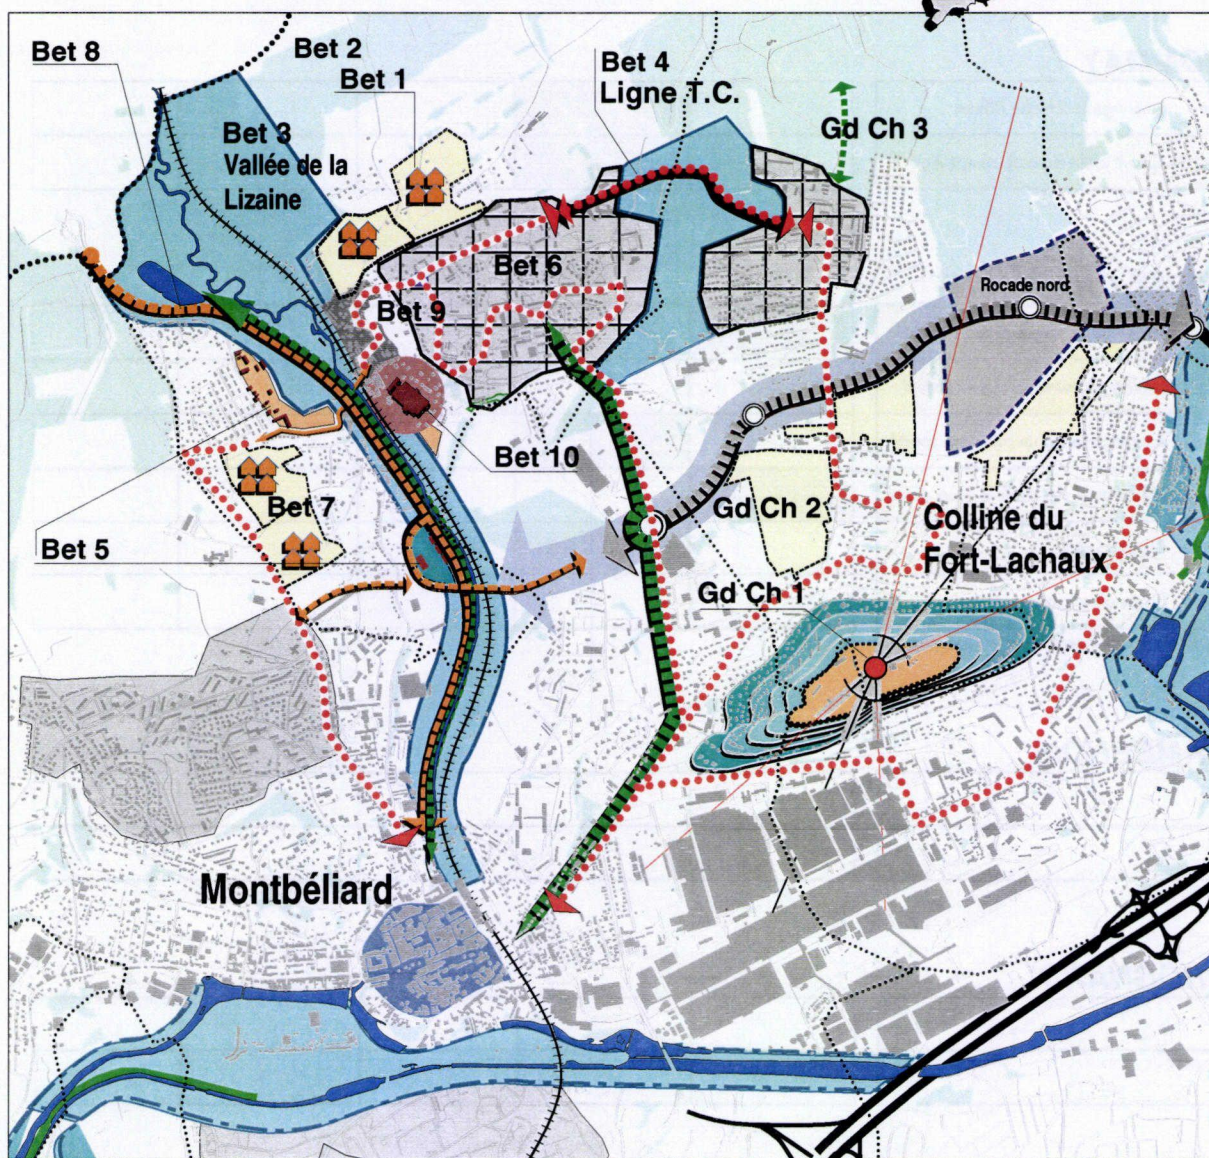 Bet 8
Bet 2
Bet 1
Bet 4
Ligne T.C.
Gd Ch 3
Bet 3
Vallée de la
Lizaine
Bet 6
Rocade nord
Bet 9
Bet 10
Bet 7
Gd Ch 2
Colline du
Fort-Lachaux
Bet 5
Gd Ch 1
Montbéliard